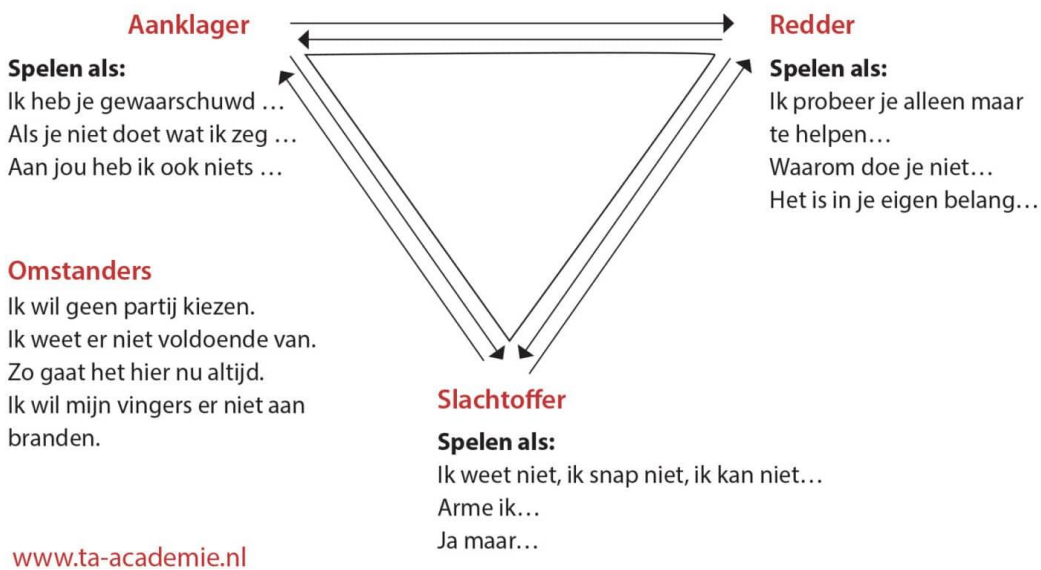 Aanklager
Spelen als:
Ik heb je gewaarschuwd …
Als je niet doet wat ik zeg …
Aan jou heb ik ook niets …
Redder
Spelen als:
Ik probeer je alleen maar
te helpen…
Waarom doe je niet…
Het is in je eigen belang…
Omstanders
Ik wil geen partij kiezen.
Ik weet er niet voldoende van.
Zo gaat het hier nu altijd.
Ik wil mijn vingers er niet aan
branden.
Slachtoffer
Spelen als:
Ik weet niet, ik snap niet, ik kan niet…
Arme ik…
Ja maar…
www.ta-academie.nl